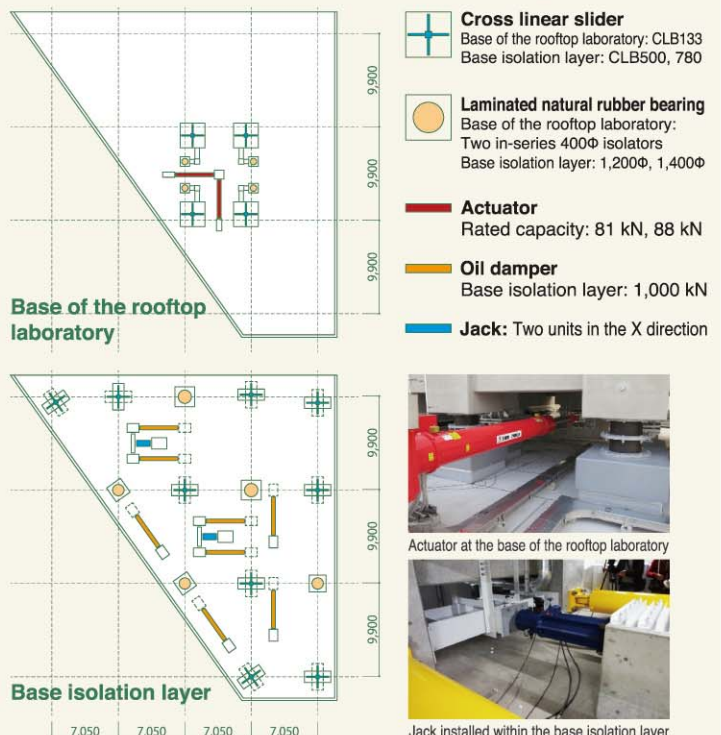 Cross linear slider
Base of the rooftop laboratory: CLB133
Base isolation layer: CLB500, 780
Laminated natural rubber bearing
Base of the rooftop laboratory:
Two in-series 400Φ isolators
Base isolation layer: 1,200Φ, 1,400Φ
Actuator
Rated capacity: 81 kN, 88 kN
Oil damper
Base isolation layer: 1,000 kN
Jack: Two units in the X direction
9,900
9,900
9,900
Base of the rooftop
laboratory
9,900
9,900
9,900
Base isolation layer
7,050 7,050 7,050 7,050
Actuator at the base of the rooftop laboratory
Jack installed within the base isolation layer